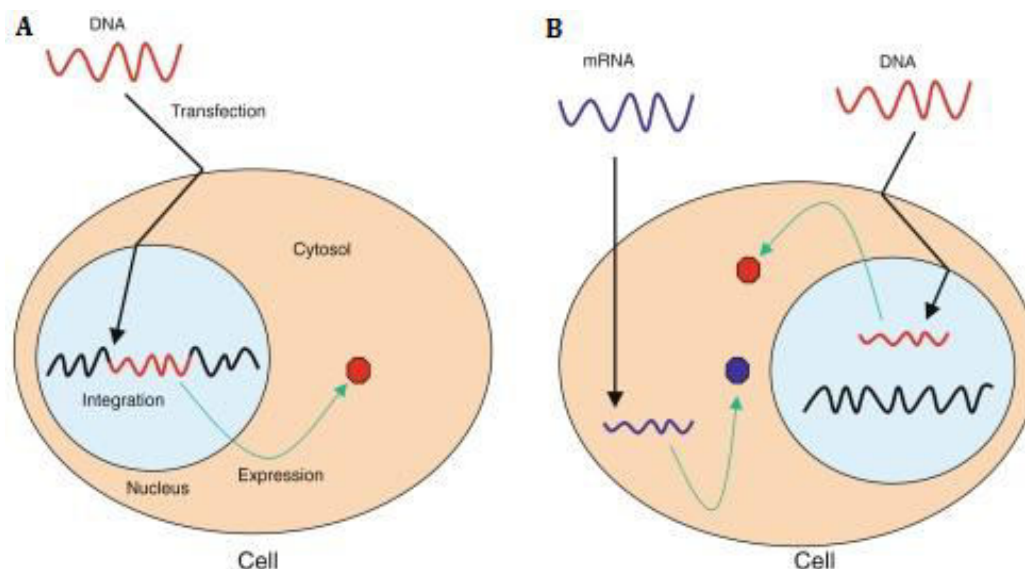 A
DNA
Transfection
Cytosol
Integration
Expression
Nucleus
Cell
B
mRNA
DNA
Cell